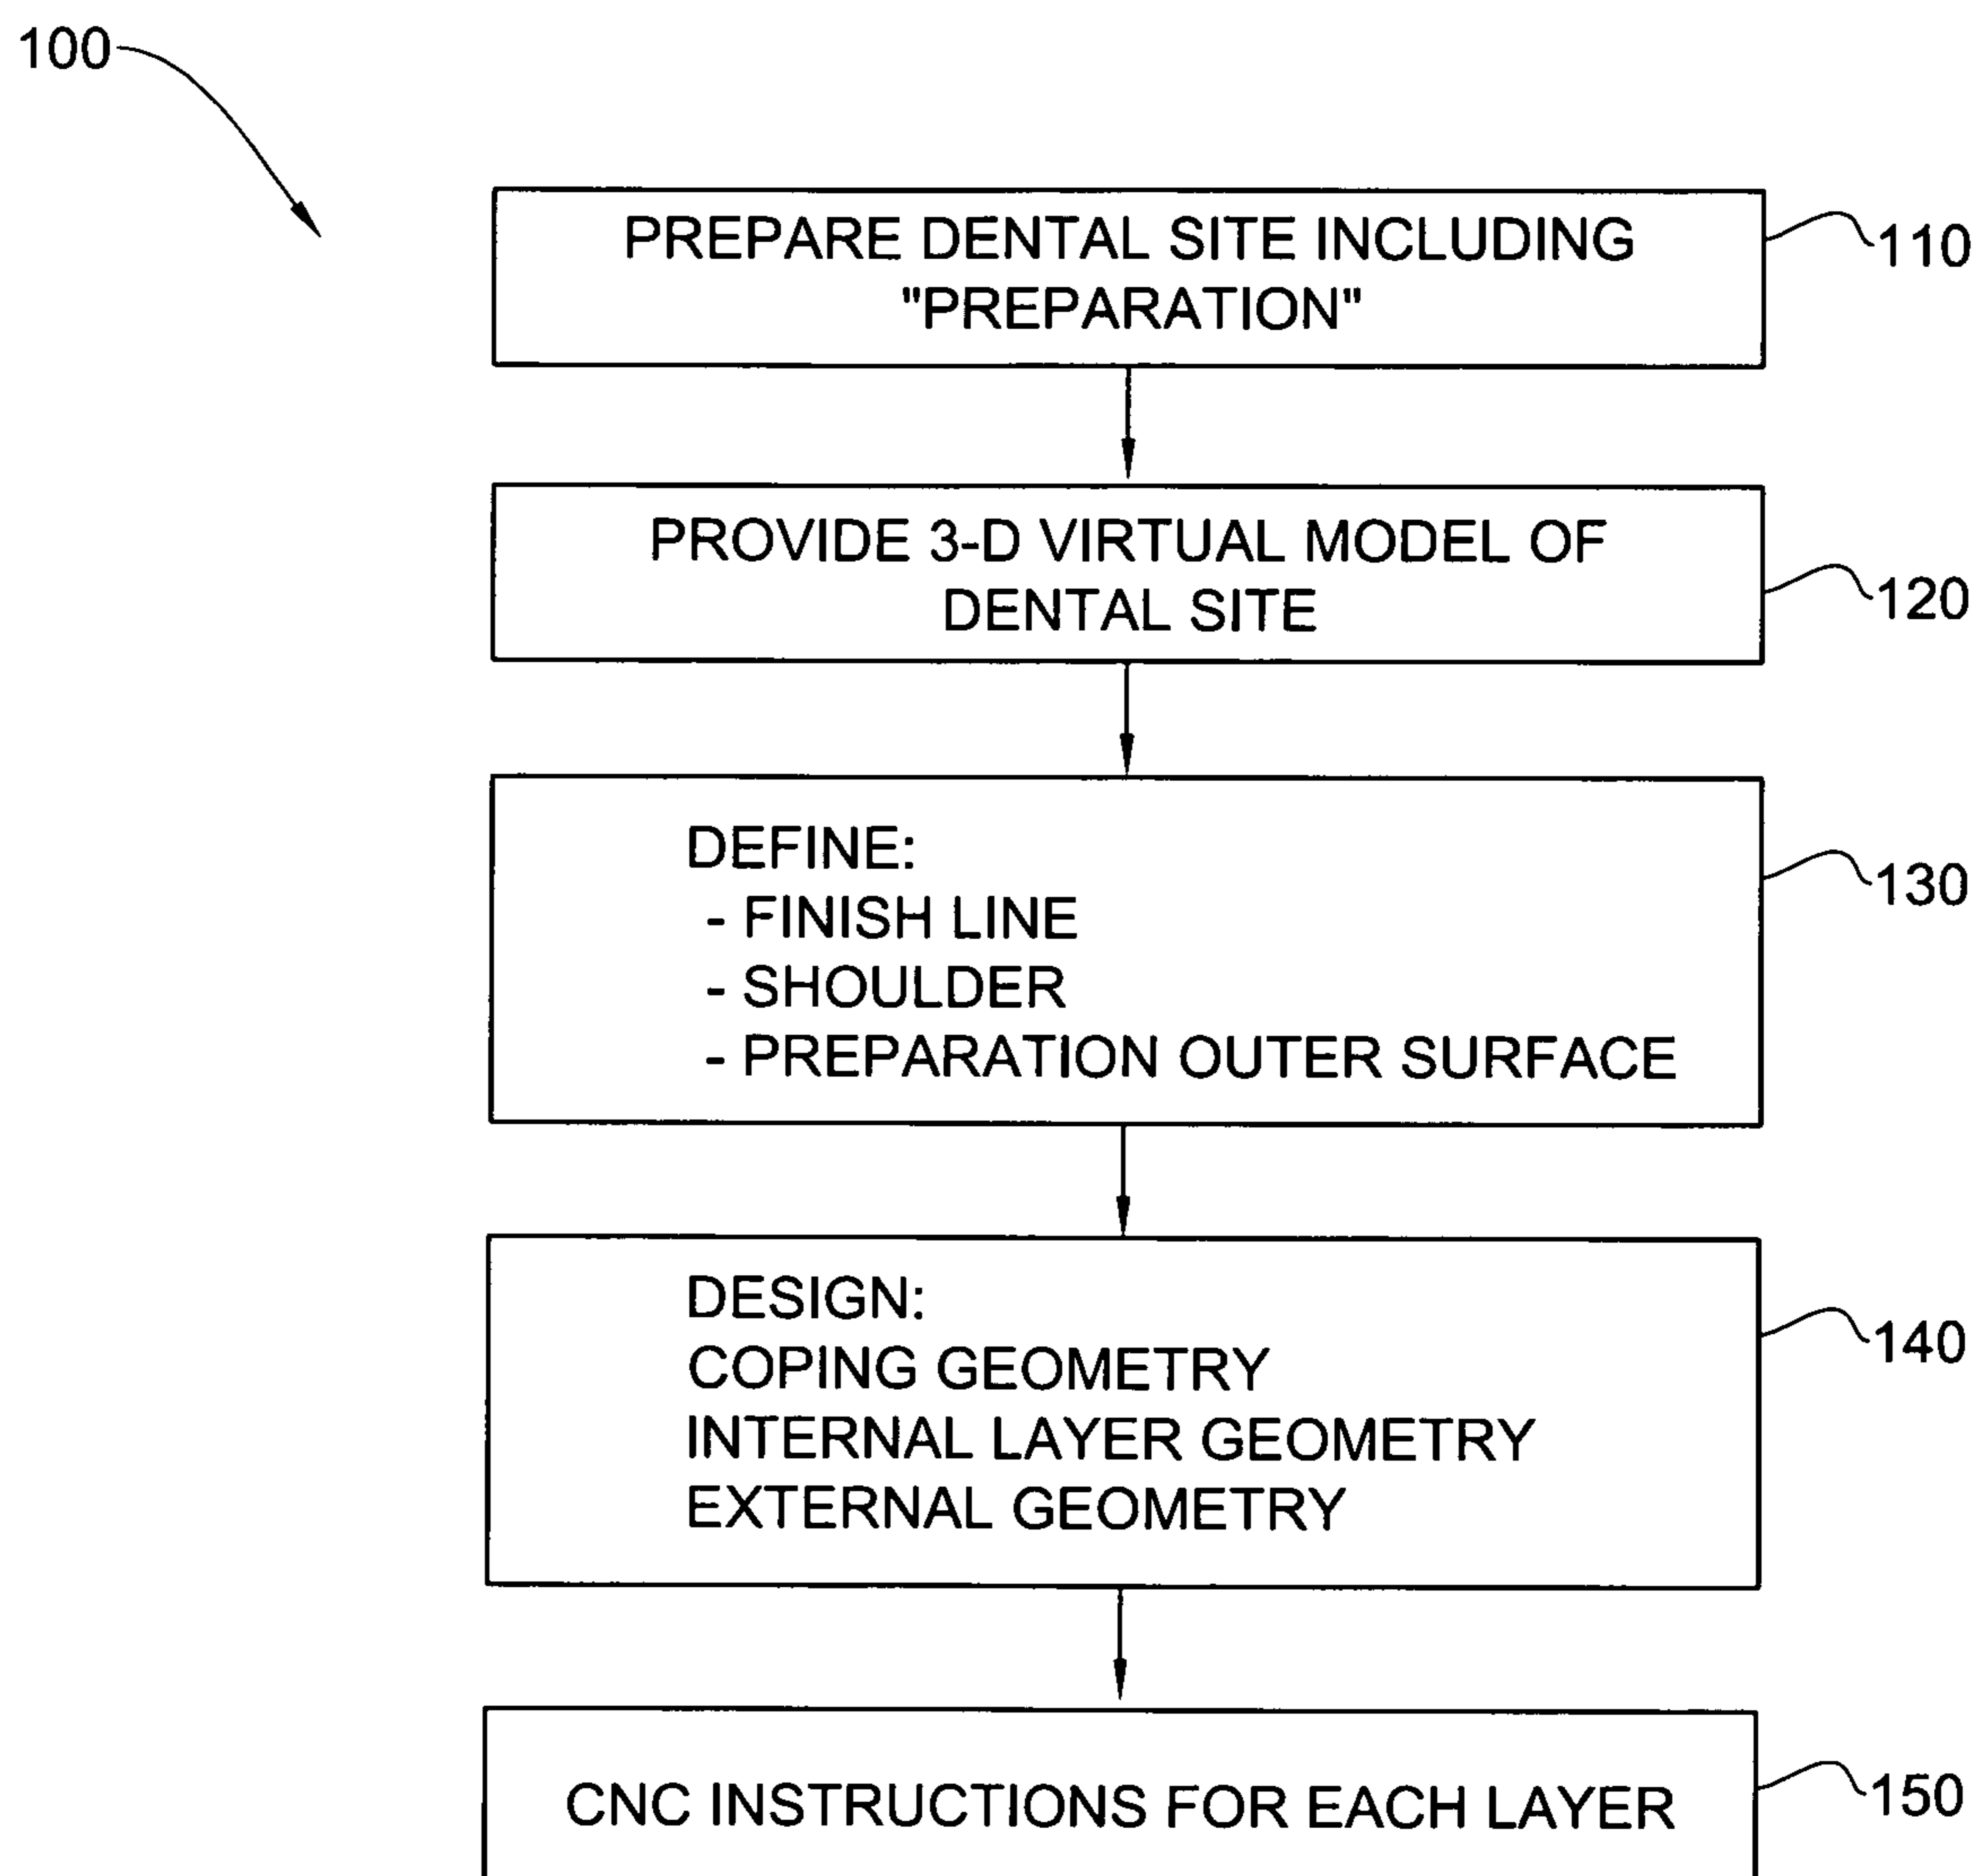 100
PREPARE DENTAL SITE INCLUDING
"PREPARATION"
110
PROVIDE 3-D VIRTUAL MODEL OF
DENTAL SITE
120
DEFINE:
- FINISH LINE
- SHOULDER
- PREPARATION OUTER SURFACE
130
DESIGN:
COPING GEOMETRY
INTERNAL LAYER GEOMETRY
EXTERNAL GEOMETRY
140
CNC INSTRUCTIONS FOR EACH LAYER
150